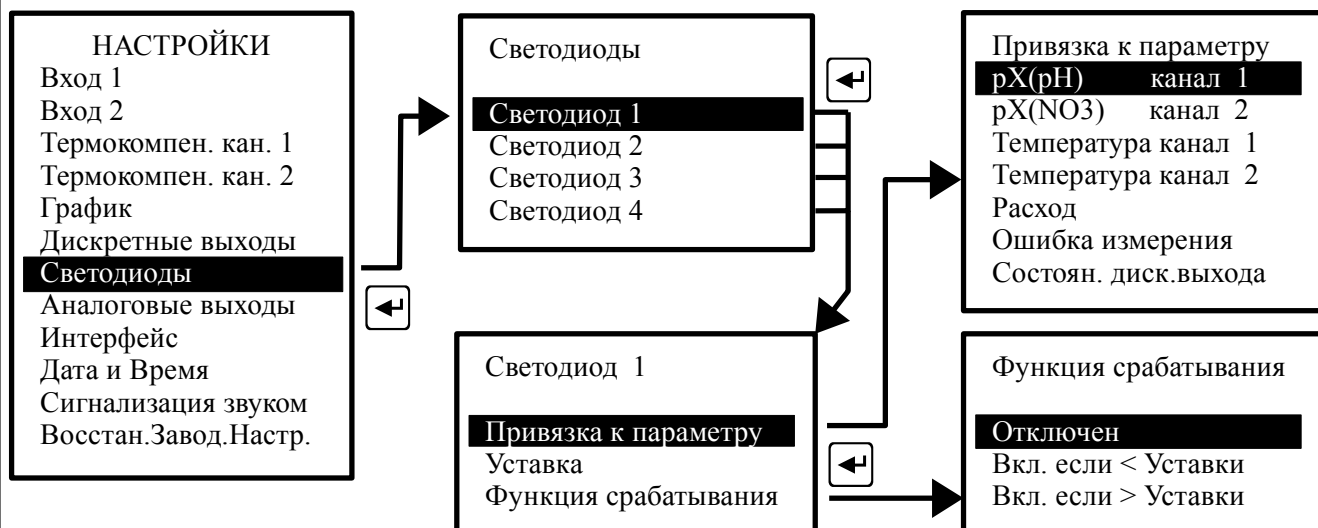 НАСТРОЙКИ
Вход 1
Вход 2
Термокомпен. кан. 1
Термокомпен. кан. 2
График
Дискретные выходы
Светодиоды
Аналоговые выходы
Интерфейс
Дата и Время
Сигнализация звуком
Восстан.Завод.Настр.
Светодиоды
Светодиод 1
Светодиод 2
Светодиод 3
Светодиод 4
Светодиод 1
Привязка к параметру
Уставка
Функция срабатывания
Привязка к параметру
pX(pH) канал 1
pX(NO3) канал 2
Температура канал 1
Температура канал 2
Расход
Ошибка измерения
Состоян. диск.выхода
Функция срабатывания
Отключен
Вкл. если < Уставки
Вкл. если > Уставки